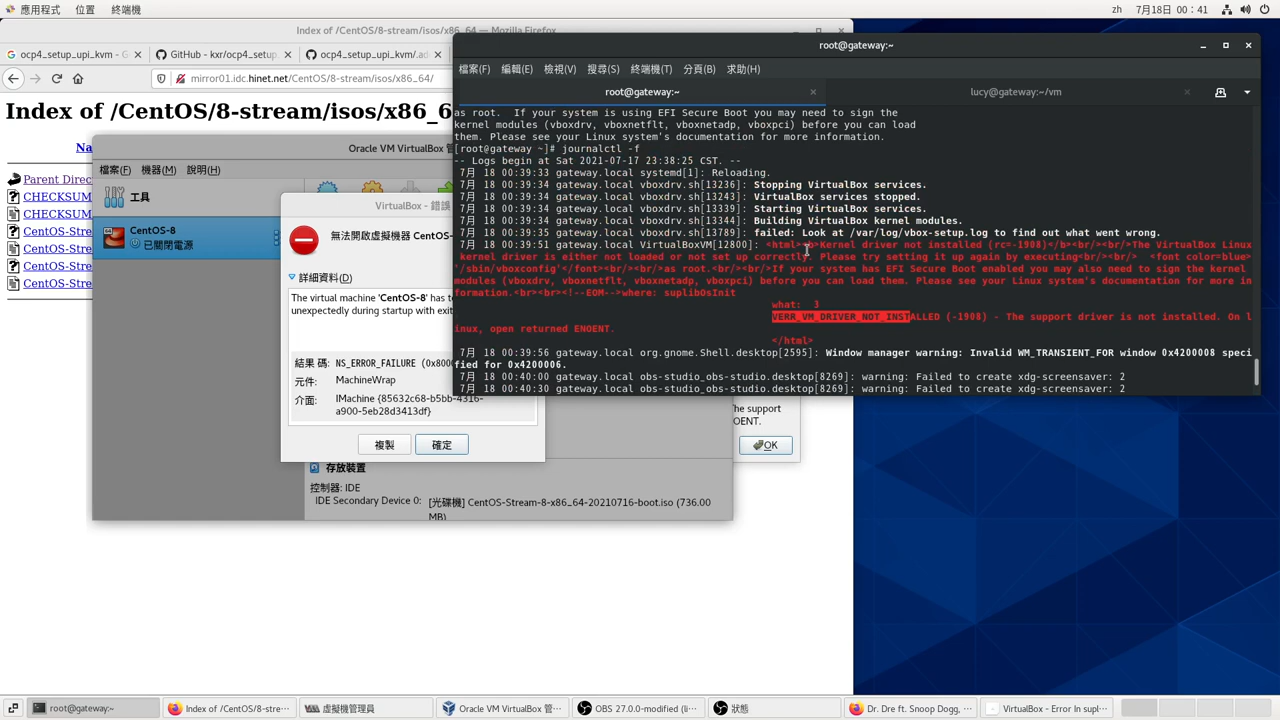 應用程式 位置 終端機
zh 7月18日 00：41
Index of /CentOS/8-stream/isos/x86_64/ — Mozilla Firefox
ocp4_setup_upi_kvm - G
GitHub - kxr/ocp4_setup
ocp4_setup_upi_kvm/.ad
mirror01.idc.hinet.net/CentOS/8-stream/isos/x86_64/
Index of /CentOS/8-stream/isos/x86_6
Na
Parent Direc
CHECKSUM
CHECKSUM
CentOS-Stre
CentOS-Stre
CentOS-Stre
CentOS-Stre
Oracle VM VirtualBox
檔案(F) 機器(M) 說明(H)
工具
CentOS-8
已關閉電源
VirtualBox - 錯誤
無法開啟虛擬機器 CentOS-
詳細資料(D)
The virtual machine 'CentOS-8' has te
unexpectedly during startup with exit
結果 碼: NS_ERROR_FAILURE (0x8000
元件: MachineWrap
介面: IMachine {85632c68-b5bb-4316-
a900-5eb28d3413df}
複製 確定
he support
OENT.
OK
存放裝置
控制器: IDE
IDE Secondary Device 0: [光碟機] CentOS-Stream-8-x86_64-20210716-boot.iso (736.00
MB)
root@gateway:~
檔案(F) 編輯(E) 檢視(V) 搜尋(S) 終端機(T) 分頁(B) 求助(H)
root@gateway:~ lucy@gateway:~/vm
as root.  If your system is using EFI Secure Boot you may need to sign the
kernel modules (vboxdrv, vboxnetflt, vboxnetadp, vboxpci) before you can load
them. Please see your Linux system's documentation for more information.
[root@gateway ~]# journalctl -f
-- Logs begin at Sat 2021-07-17 23:38:25 CST. --
7月 18 00:39:33 gateway.local systemd[1]: Reloading.
7月 18 00:39:34 gateway.local vboxdrv.sh[13236]: Stopping VirtualBox services.
7月 18 00:39:34 gateway.local vboxdrv.sh[13243]: VirtualBox services stopped.
7月 18 00:39:34 gateway.local vboxdrv.sh[13339]: Starting VirtualBox services.
7月 18 00:39:34 gateway.local vboxdrv.sh[13344]: Building VirtualBox kernel modules.
7月 18 00:39:35 gateway.local vboxdrv.sh[13789]: failed: Look at /var/log/vbox-setup.log to find out what went wrong.
7月 18 00:39:51 gateway.local VirtualBoxVM[12800]: <html><b>Kernel driver not installed (rc=-1908)</b><br/><br/>The VirtualBox Linux
kernel driver is either not loaded or not set up correctly. Please try setting it up again by executing<br/><br/>  <font color=blue>
'/sbin/vboxconfig'</font><br/><br/>as root.<br/><br/>If your system has EFI Secure Boot enabled you may also need to sign the kernel
modules (vboxdrv, vboxnetflt, vboxnetadp, vboxpci) before you can load them. Please see your Linux system's documentation for more in
formation.<br><br><!--EOM-->where: suplibOsInit
what:  3
VERR_VM_DRIVER_NOT_INSTALLED (-1908) - The support driver is not installed. On l
inux, open returned ENOENT.
</html>
7月 18 00:39:56 gateway.local org.gnome.Shell.desktop[2595]: Window manager warning: Invalid WM_TRANSIENT_FOR window 0x4200008 speci
fied for 0x4200006.
7月 18 00:40:00 gateway.local obs-studio_obs-studio.desktop[8269]: warning: Failed to create xdg-screensaver: 2
7月 18 00:40:30 gateway.local obs-studio_obs-studio.desktop[8269]: warning: Failed to create xdg-screensaver: 2
root@gateway:~
Index of /CentOS/8-stre...
虛擬機管理員
Oracle VM VirtualBox 管...
OBS 27.0.0-modified (li...
狀態
Dr. Dre ft. Snoop Dogg, ...
VirtualBox - Error In supl...